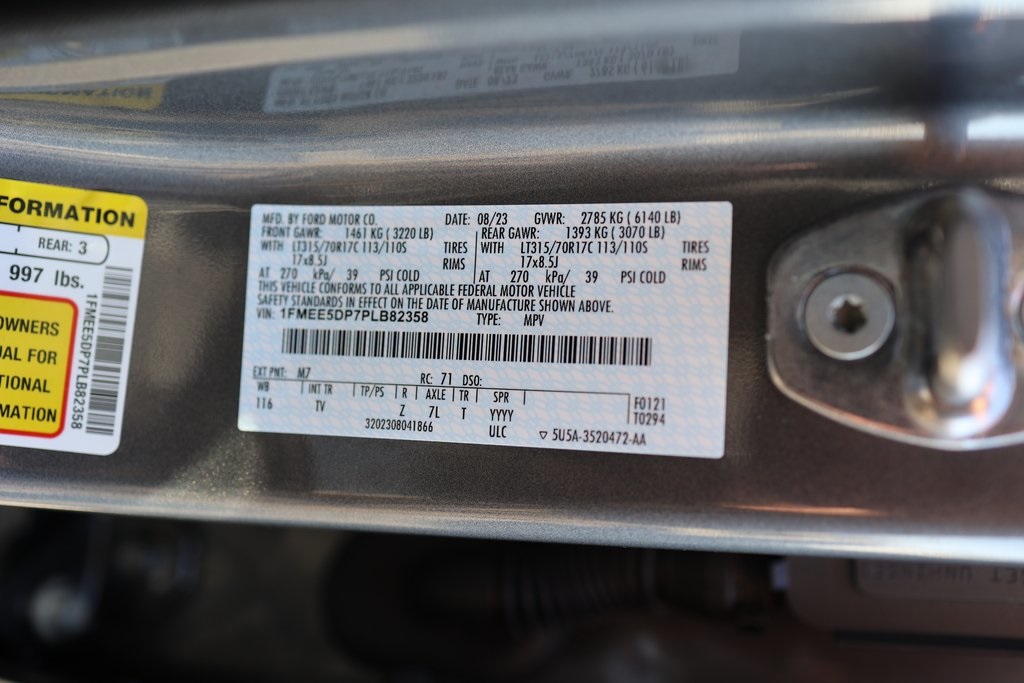 FORMATION
REAR: 3
997 lbs.
OWNERS
UAL FOR
TIONAL
MATION
1FMEE5DP7PLB82358
MFD. BY FORD MOTOR CO. DATE: 08/23 GVWR: 2785 KG ( 6140 LB)
FRONT GAWR: 1461 KG ( 3220 LB) REAR GAWR: 1393 KG ( 3070 LB)
WITH LT315/70R17C 113/110S TIRES WITH LT315/70R17C 113/110S TIRES
17x8.5J RIMS 17x8.5J RIMS
AT 270 kPa/ 39 PSI COLD AT 270 kPa/ 39 PSI COLD
THIS VEHICLE CONFORMS TO ALL APPLICABLE FEDERAL MOTOR VEHICLE
SAFETY STANDARDS IN EFFECT ON THE DATE OF MANUFACTURE SHOWN ABOVE.
VIN: 1FMEE5DP7PLB82358 TYPE: MPV
EXT PNT: M7 RC: 71 DSO:
WB INT TR TP/PS R AXLE TR SPR
116 TV Z 7L T YYYY F0121
T0294
3202308041866 ULC ▽ 5U5A-3520472-AA